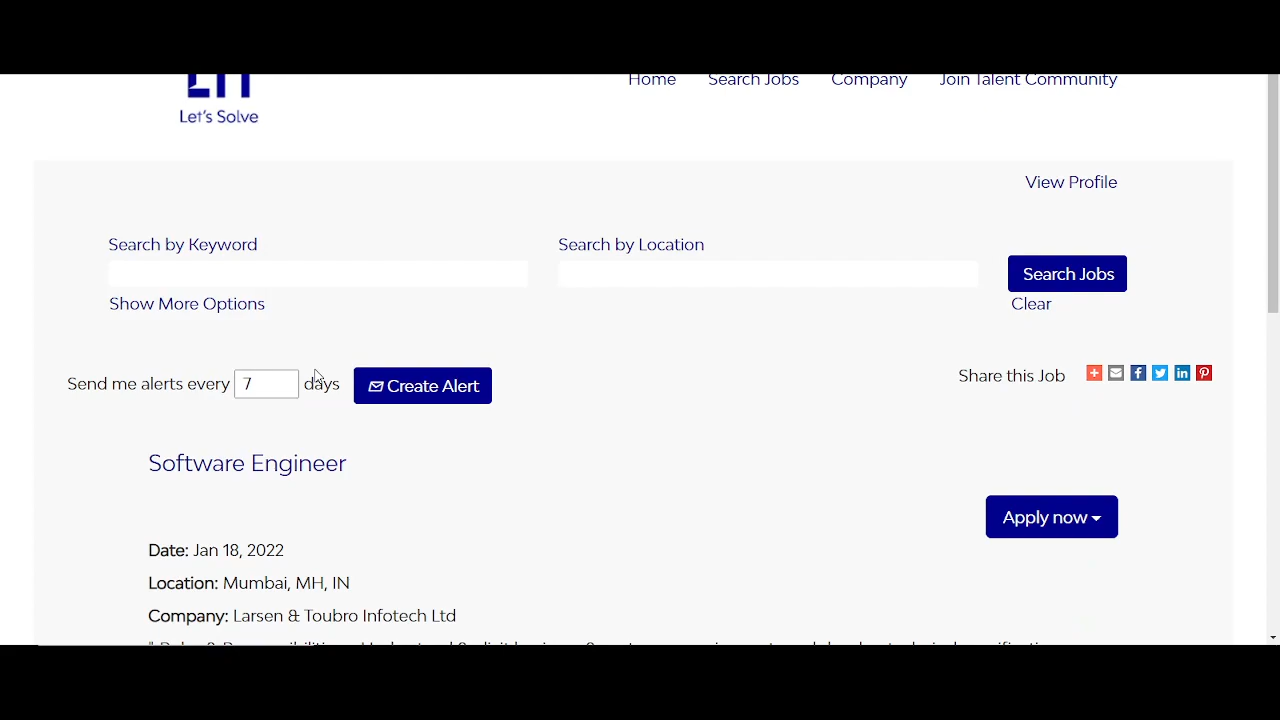 Let's Solve
Home Search Jobs Company Join Talent Community
View Profile
Search by Keyword Search by Location
Search Jobs
Show More Options Clear
Send me alerts every 7 days Create Alert Share this Job
Software Engineer
Apply now
Date: Jan 18, 2022
Location: Mumbai, MH, IN
Company: Larsen & Toubro Infotech Ltd